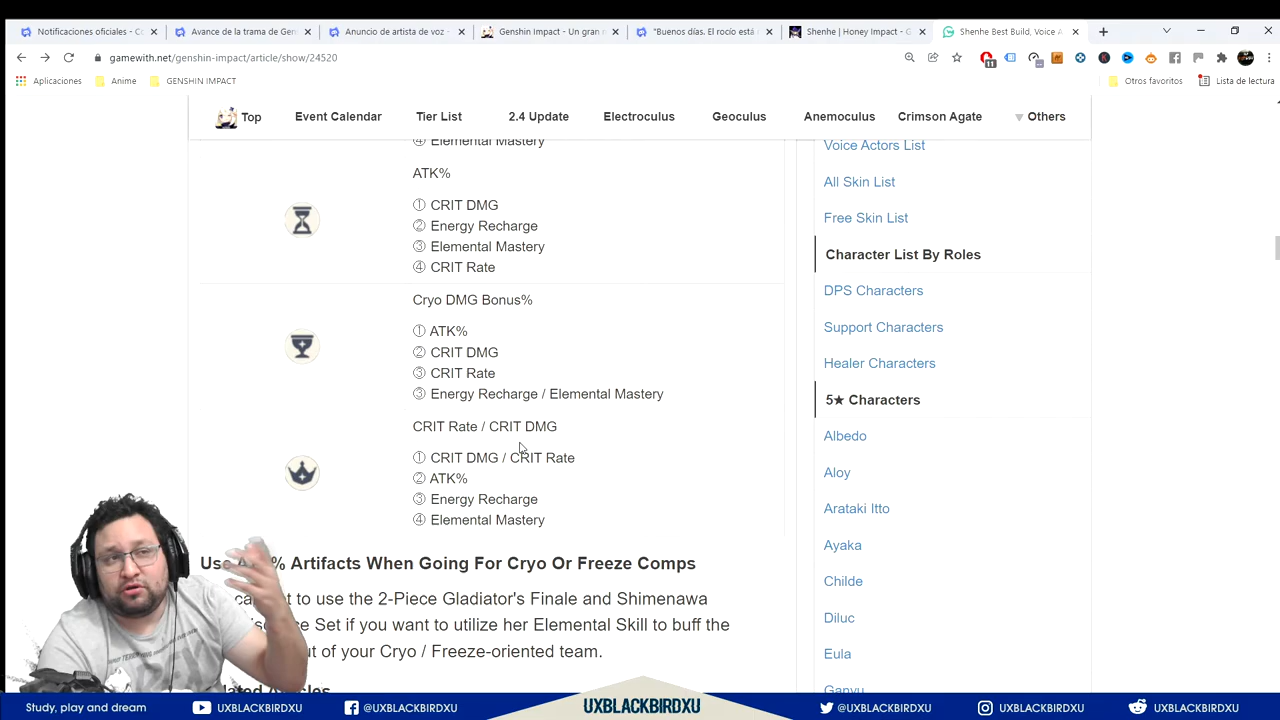 Notificaciones oficiales - Co
Avance de la trama de Gen
Anuncio de artista de voz -
Genshin Impact - Un gran m
"Buenos días. El rocío está
Shenhe | Honey Impact - G
Shenhe Best Build, Voice A
gamewith.net/genshin-impact/article/show/24520
Aplicaciones
Anime
GENSHIN IMPACT
Otros favoritos
Lista de lectura
Top
Event Calendar
Tier List
2.4 Update
Electroculus
Geoculus
Anemoculus
Crimson Agate
▼ Others
④ Elemental Mastery
ATK%
① CRIT DMG
② Energy Recharge
③ Elemental Mastery
④ CRIT Rate
Cryo DMG Bonus%
① ATK%
② CRIT DMG
③ CRIT Rate
③ Energy Recharge / Elemental Mastery
CRIT Rate / CRIT DMG
① CRIT DMG / CRIT Rate
② ATK%
③ Energy Recharge
④ Elemental Mastery
% Artifacts When Going For Cryo Or Freeze Comps
to use the 2-Piece Gladiator's Finale and Shimenawa
Set if you want to utilize her Elemental Skill to buff the
of your Cryo / Freeze-oriented team.
Articles
Voice Actors List
All Skin List
Free Skin List
Character List By Roles
DPS Characters
Support Characters
Healer Characters
5★ Characters
Albedo
Aloy
Arataki Itto
Ayaka
Childe
Diluc
Eula
Ganyu
Study, play and dream
UXBLACKBIRDXU
@UXBLACKBIRDXU
UXBLACKBIRDXU
@UXBLACKBIRDXU
UXBLACKBIRDXU
UXBLACKBIRDXU